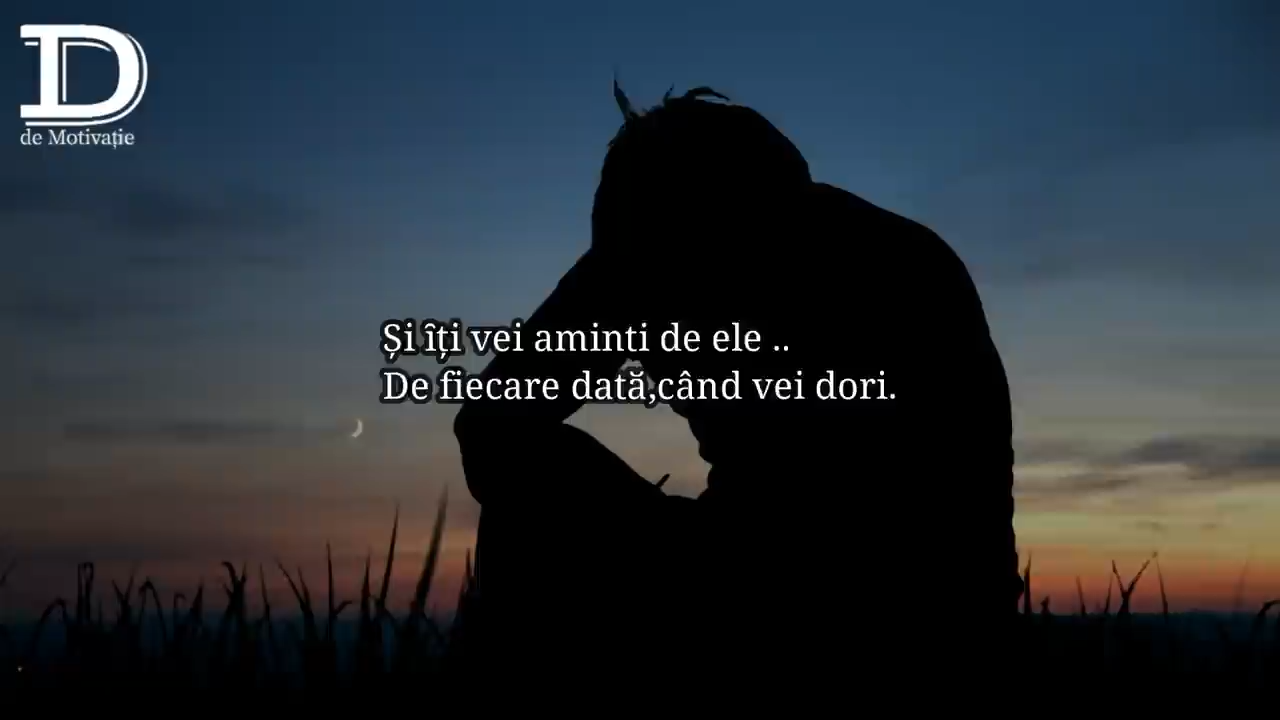 D
de Motivație
Și îți vei aminti de ele ..
De fiecare dată,când vei dori.